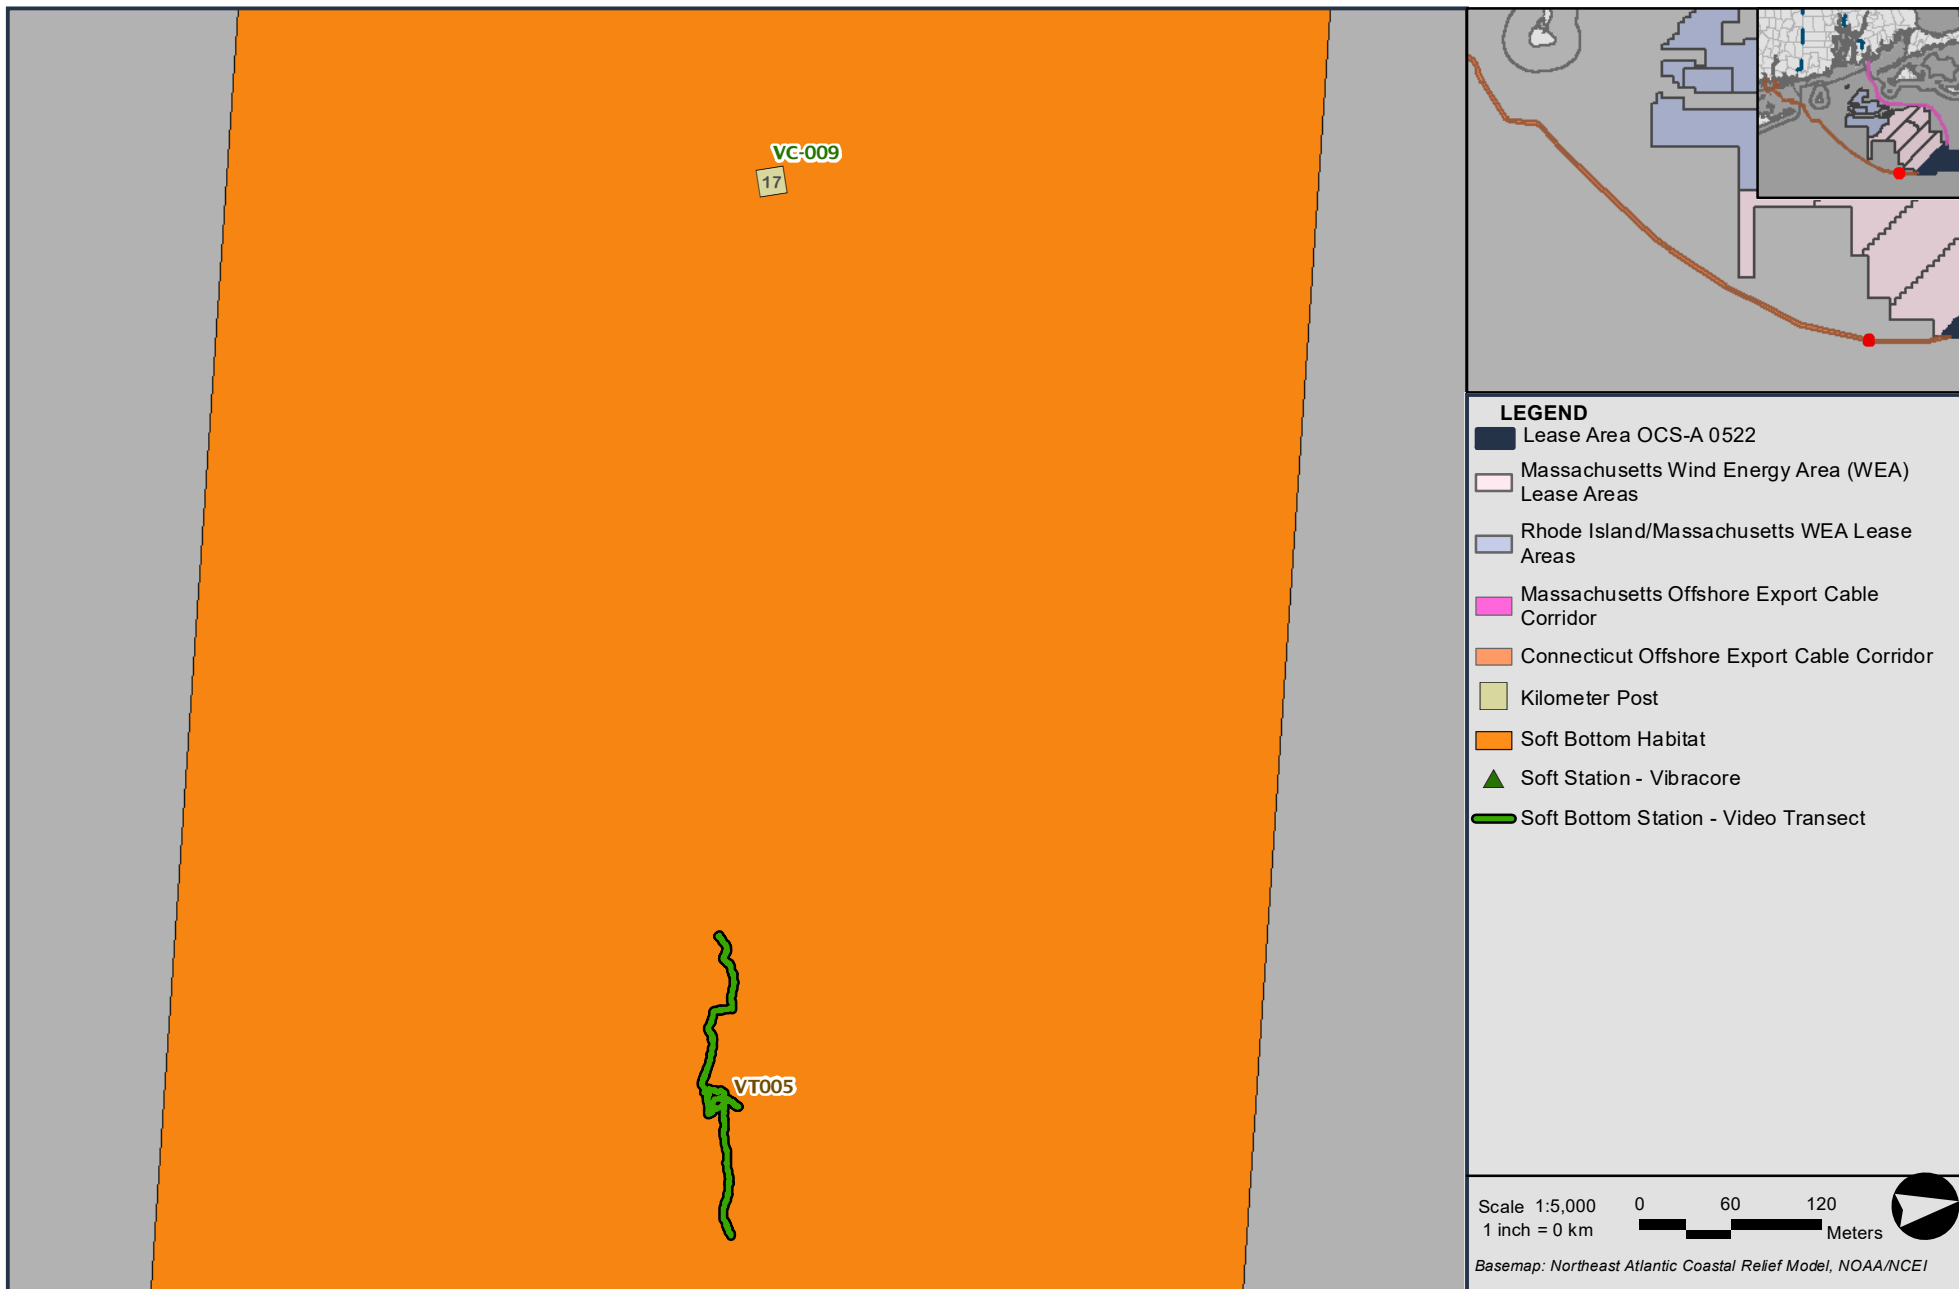 VC-009
17
VT005
LEGEND
Lease Area OCS-A 0522
Massachusetts Wind Energy Area (WEA)
Lease Areas
Rhode Island/Massachusetts WEA Lease
Areas
Massachusetts Offshore Export Cable
Corridor
Connecticut Offshore Export Cable Corridor
Kilometer Post
Soft Bottom Habitat
Soft Station - Vibracore
Soft Bottom Station - Video Transect
Scale 1:5,000
1 inch = 0 km
0 60 120
Meters
Basemap: Northeast Atlantic Coastal Relief Model, NOAA/NCEI